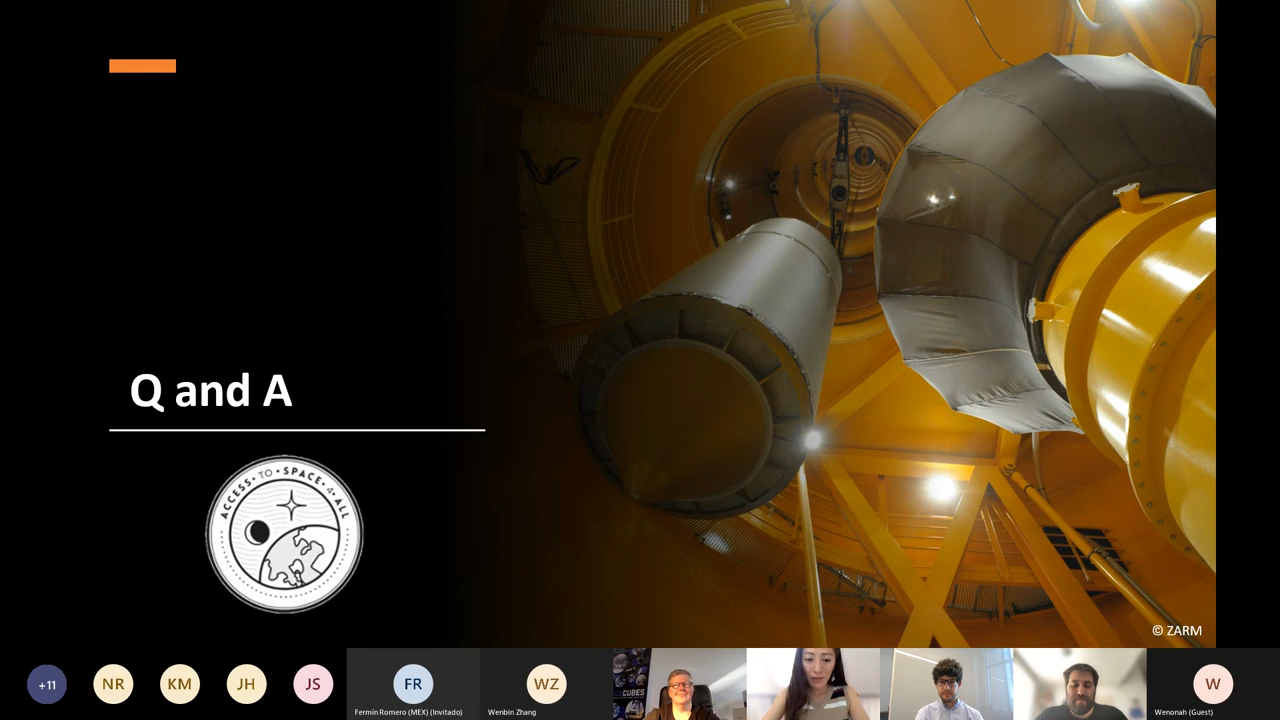 Q and A
ACCESS • TO • SPACE • 4 • ALL
© ZARM
+11
NR
KM
JH
JS
FR
Fermín Romero (MEX) (Invitado)
WZ
Wenbin Zhang
CUBES
W
Wenonah (Guest)